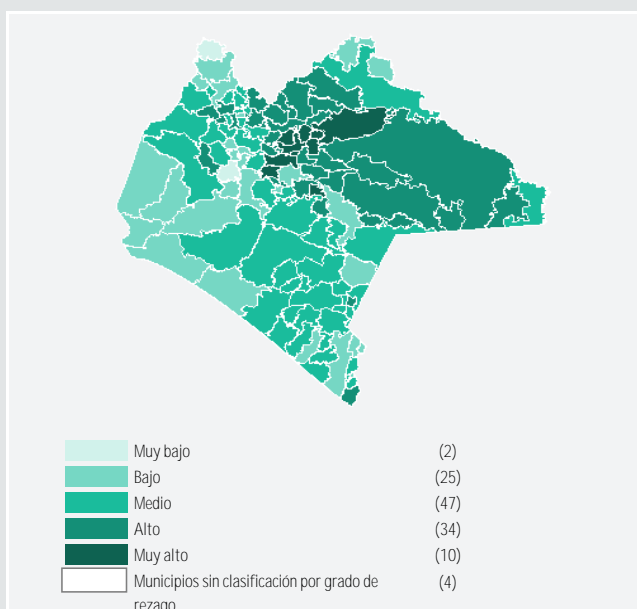 Muy bajo (2)
Bajo (25)
Medio (47)
Alto (34)
Muy alto (10)
Municipios sin clasificación por grado de (4)
rezago